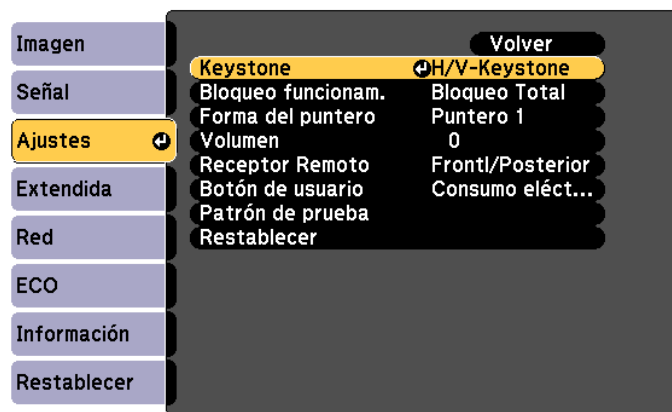 Imagen
Señal
Ajustes
Extendida
Red
ECO
Información
Restablecer
Volver
Keystone H/V-Keystone
Bloqueo funcionam. Bloqueo Total
Forma del puntero Puntero 1
Volumen 0
Receptor Remoto Frontl/Posterior
Botón de usuario Consumo eléct...
Patrón de prueba
Restablecer